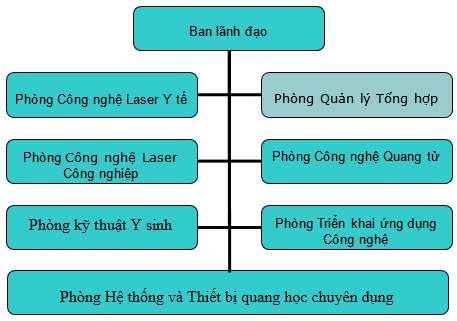 Ban lãnh đạo
Phòng Công nghệ Laser Y tế
Phòng Quản lý Tổng hợp
Phòng Công nghệ Laser
Công nghiệp
Phòng Công nghệ Quang tử
Phòng kỹ thuật Y sinh
Phòng Triển khai ứng dụng
Công nghệ
Phòng Hệ thống và Thiết bị quang học chuyên dụng